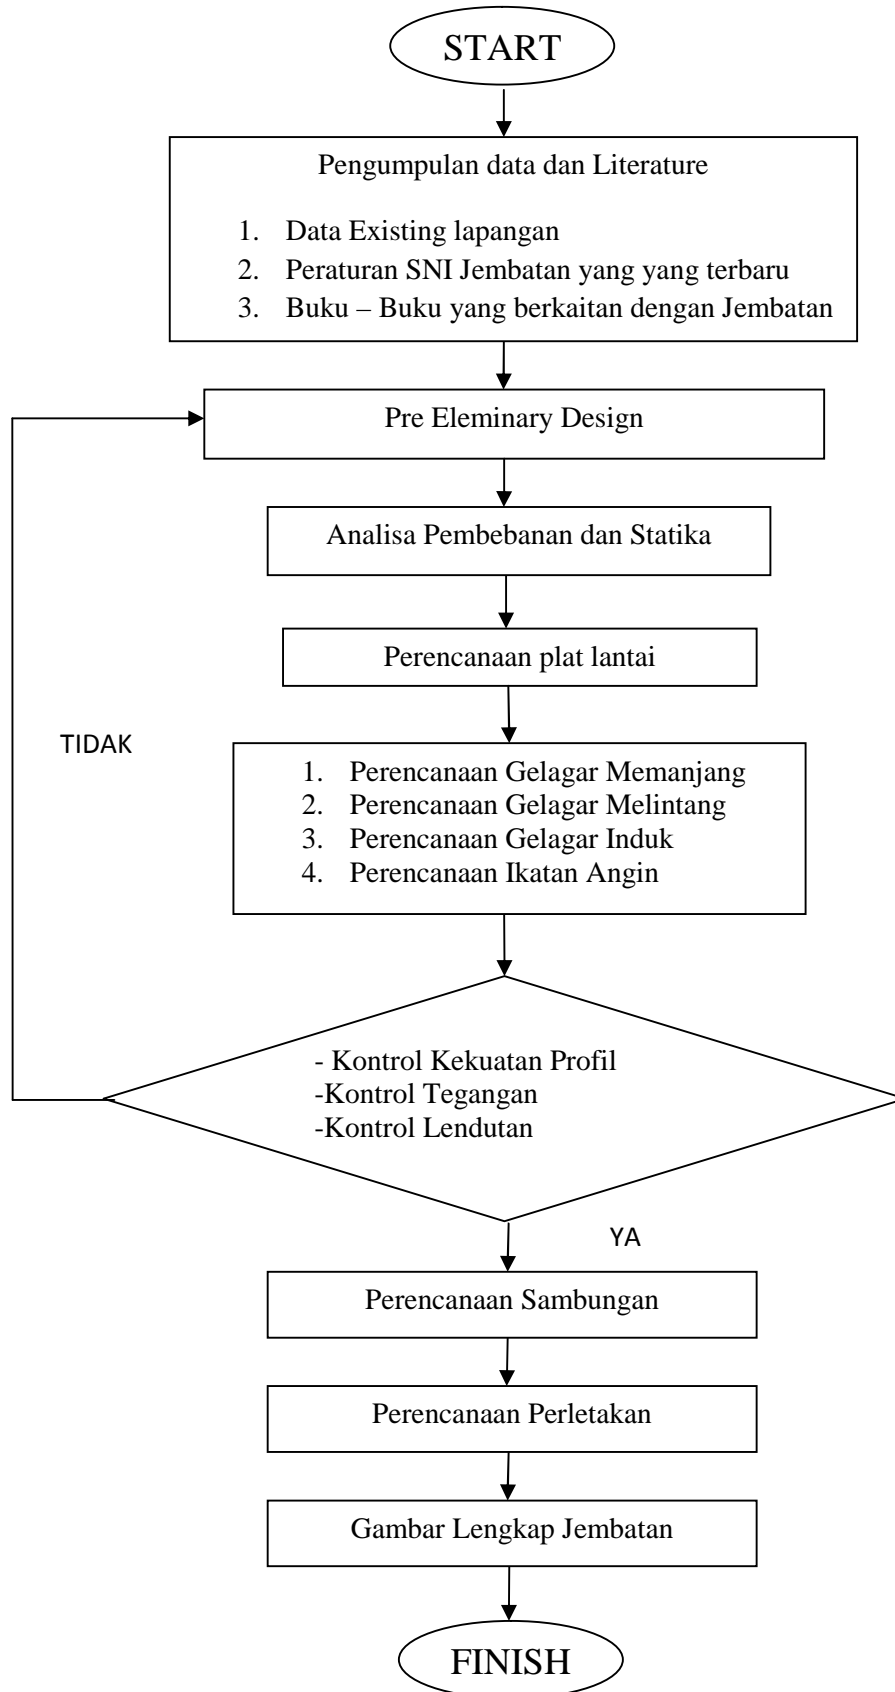 START
Pengumpulan data dan Literature
1. Data Existing lapangan
2. Peraturan SNI Jembatan yang yang terbaru
3. Buku – Buku yang berkaitan dengan Jembatan
Pre Eleminary Design
Analisa Pembebanan dan Statika
Perencanaan plat lantai
TIDAK
1. Perencanaan Gelagar Memanjang
2. Perencanaan Gelagar Melintang
3. Perencanaan Gelagar Induk
4. Perencanaan Ikatan Angin
- Kontrol Kekuatan Profil
-Kontrol Tegangan
-Kontrol Lendutan
YA
Perencanaan Sambungan
Perencanaan Perletakan
Gambar Lengkap Jembatan
FINISH